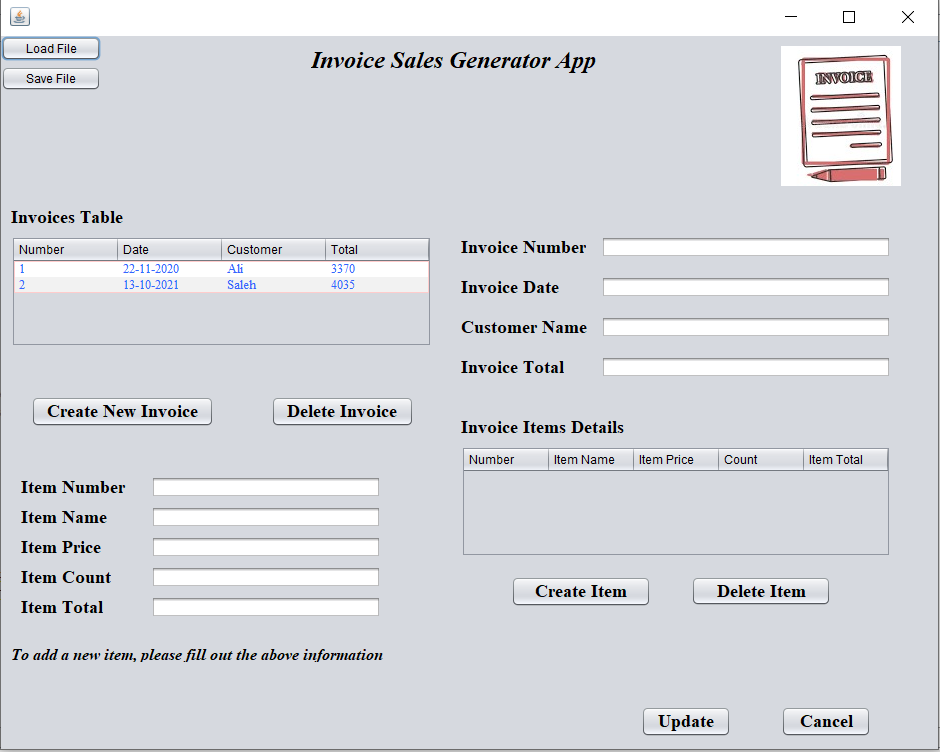 Load File
Save File
Invoice Sales Generator App
INVOICE
Invoices Table
Number Date Customer Total
1 22-11-2020 Ali 3370
2 13-10-2021 Saleh 4035
Invoice Number
Invoice Date
Customer Name
Invoice Total
Create New Invoice Delete Invoice
Invoice Items Details
Number Item Name Item Price Count Item Total
Item Number
Item Name
Item Price
Item Count
Item Total
Create Item Delete Item
To add a new item, please fill out the above information
Update Cancel